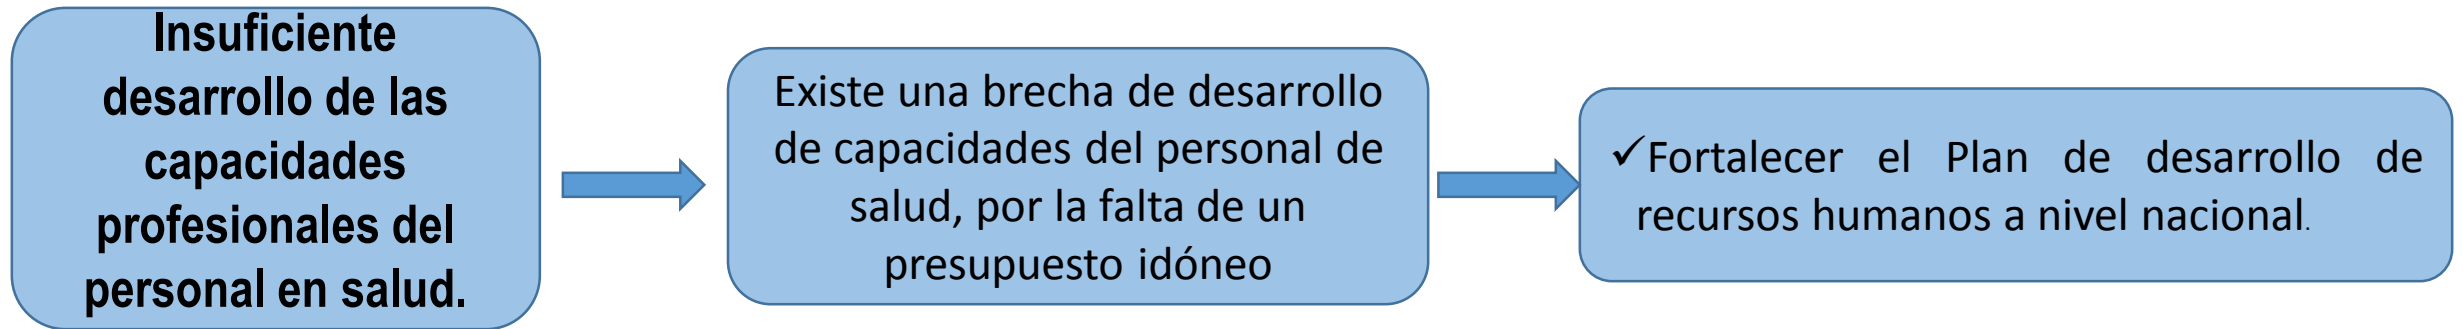 Insuficiente
desarrollo de las
capacidades
profesionales del
personal en salud.
Existe una brecha de desarrollo
de capacidades del personal de
salud, por la falta de un
presupuesto idóneo
✓Fortalecer el Plan de desarrollo de
recursos humanos a nivel nacional.